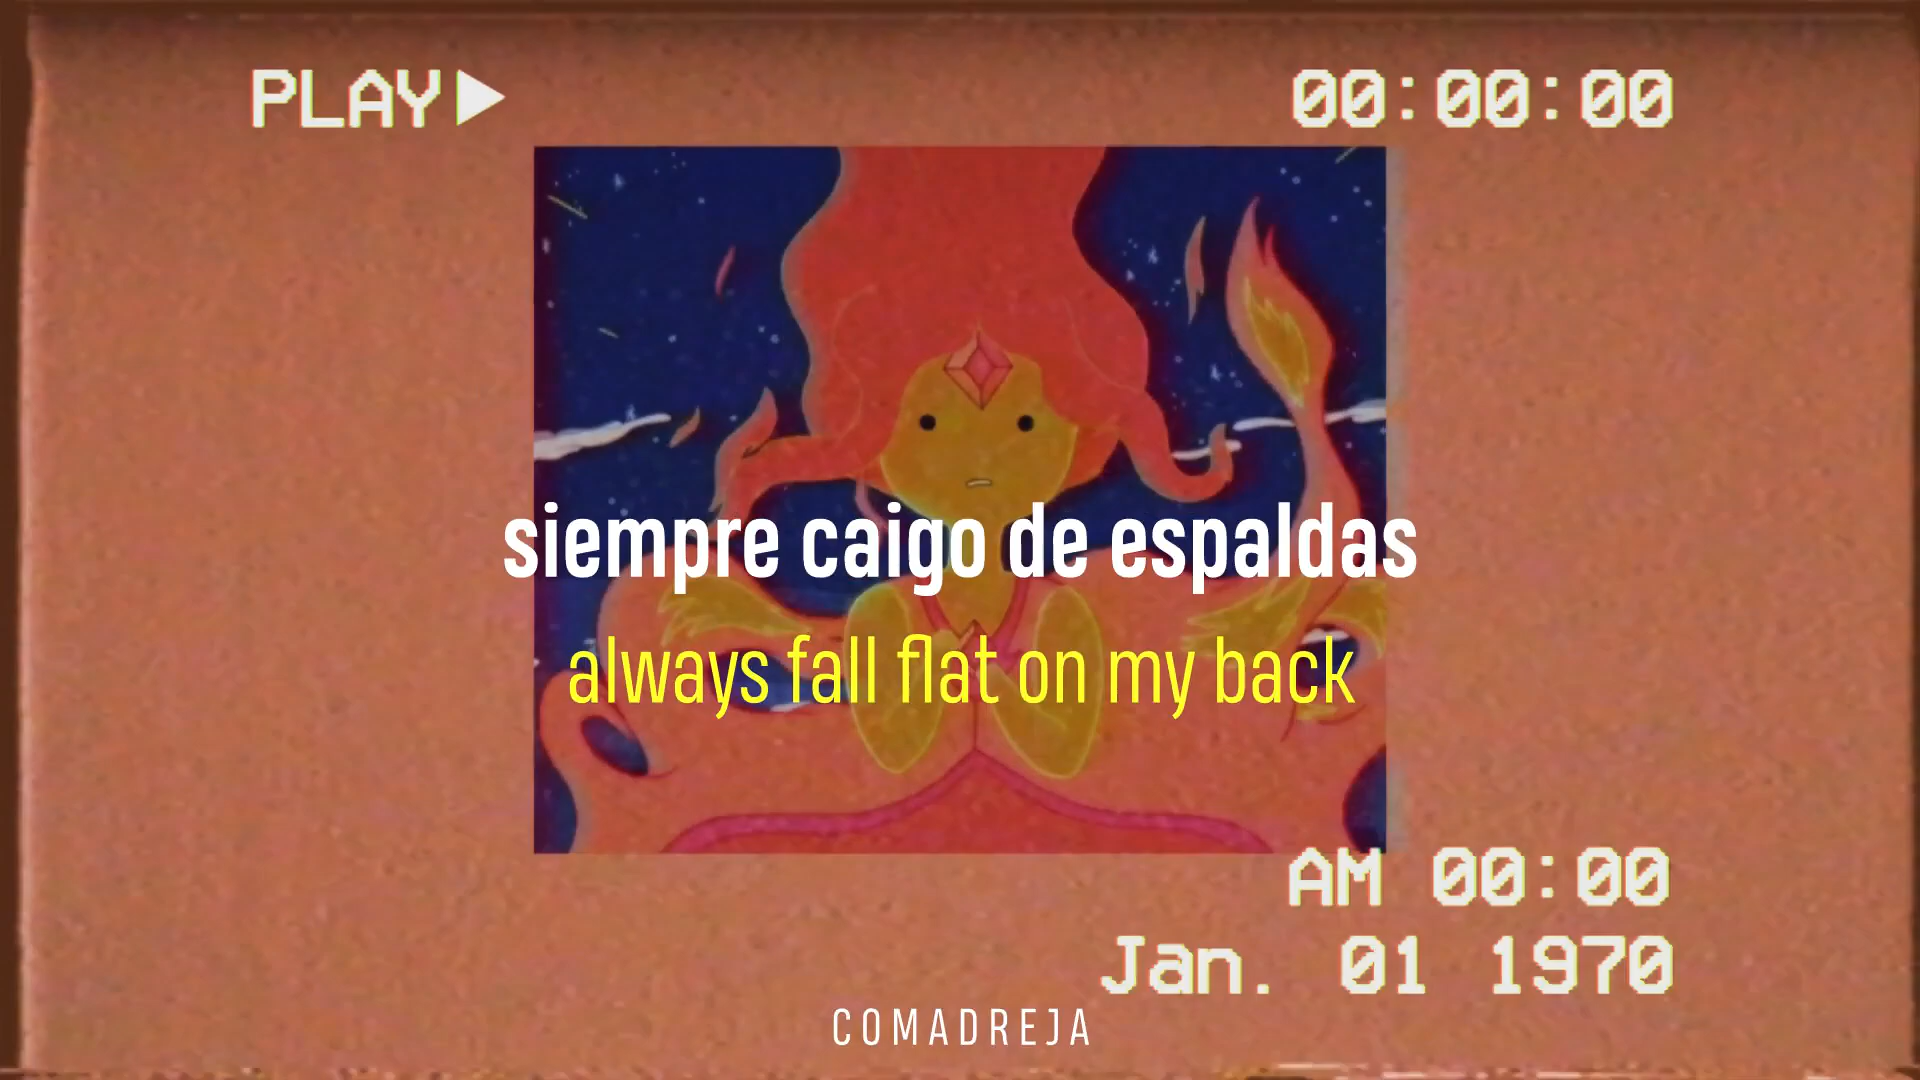 PLAY▶
00:00:00
siempre caigo de espaldas
always fall flat on my back
AM 00:00
Jan. 01 1970
COMADREJA